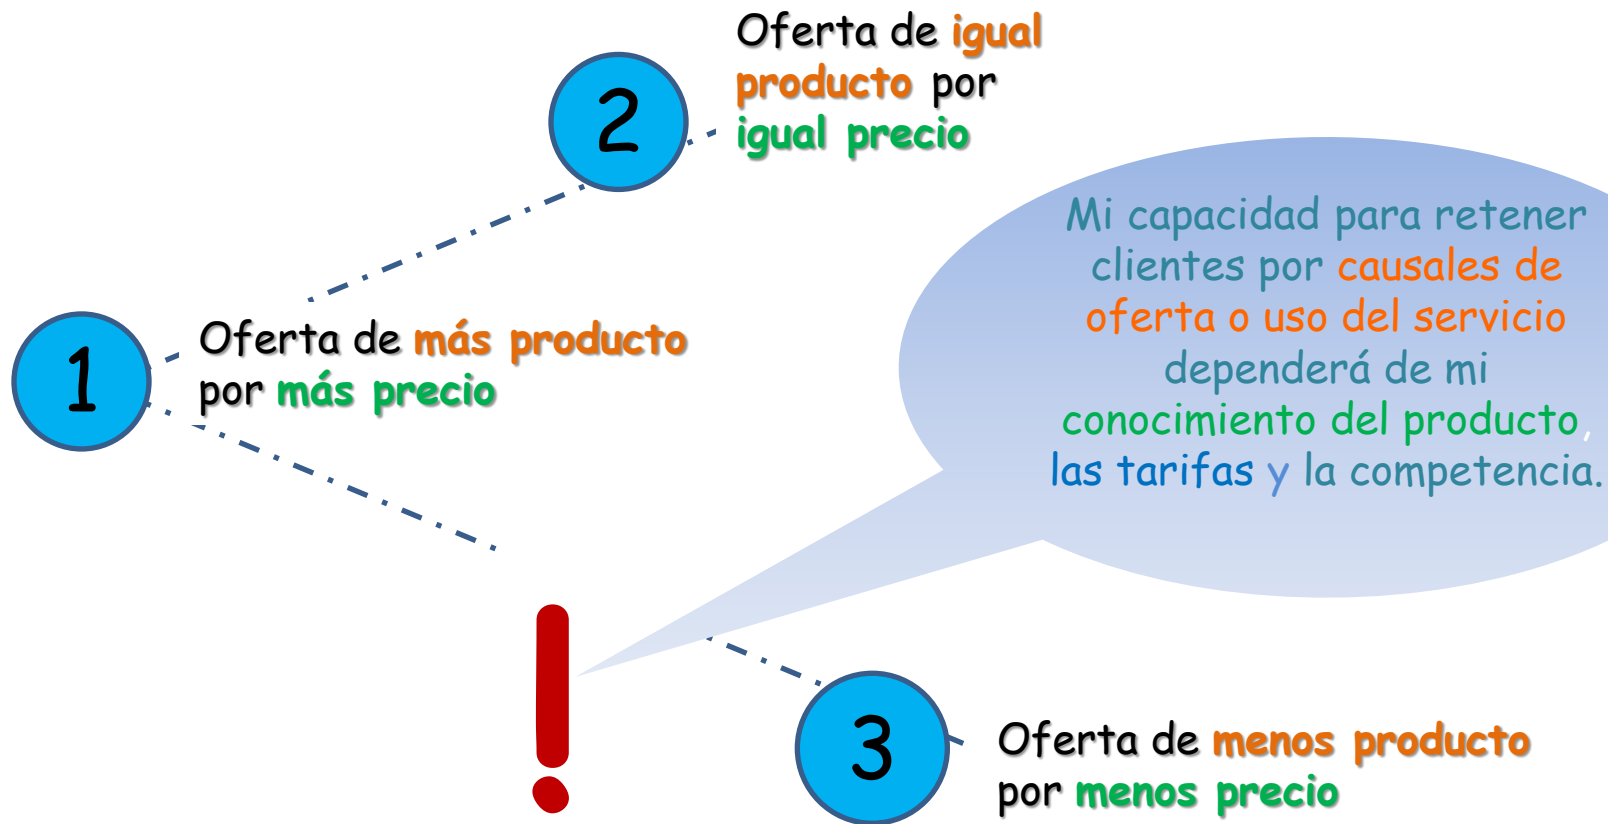 2
Oferta de igual
producto por
igual precio
Mi capacidad para retener
clientes por causales de
oferta o uso del servicio
dependerá de mi
conocimiento del producto,
las tarifas y la competencia.
1
Oferta de más producto
por más precio
!
3
Oferta de menos producto
por menos precio